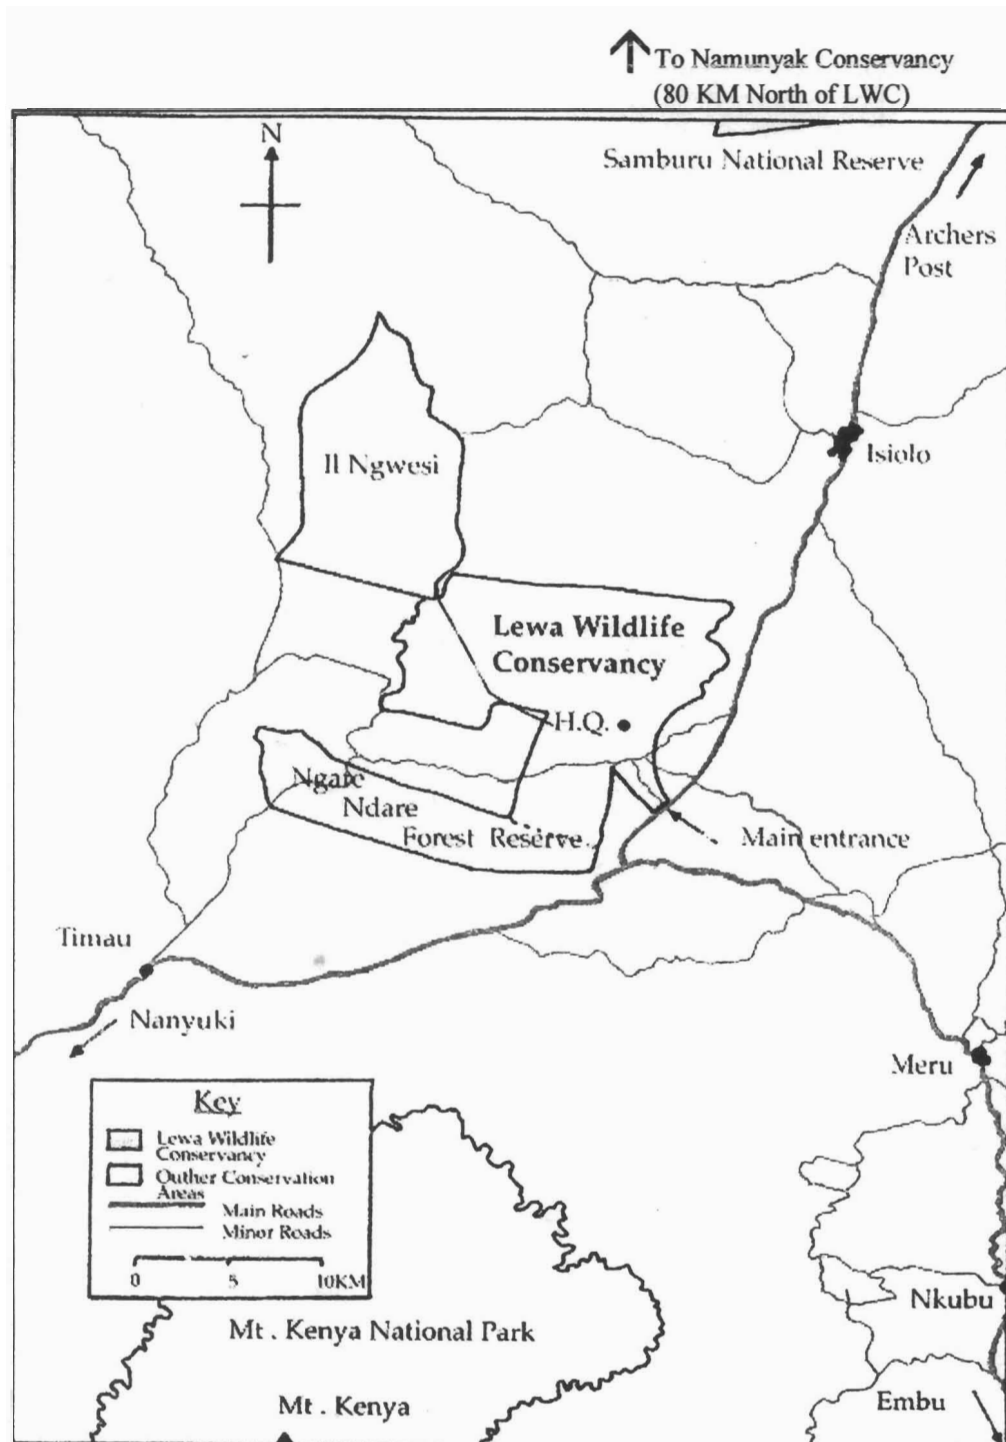 To Namunyak Conservancy
(80 KM North of LWC)
N
Samburu National Reserve
Archers
Post
Il Ngwesi
Isiolo
Lewa Wildlife
Conservancy
H.Q.
Ngare
Ndare
Forest Reserve
Main entrance
Timau
Nanyuki
Meru
Key
Lewa Wildlife
Conservancy
Outher Conservation
Areas
Main Roads
Minor Roads
0 5 10KM
Nkubu
Mt . Kenya National Park
Embu
Mt . Kenya